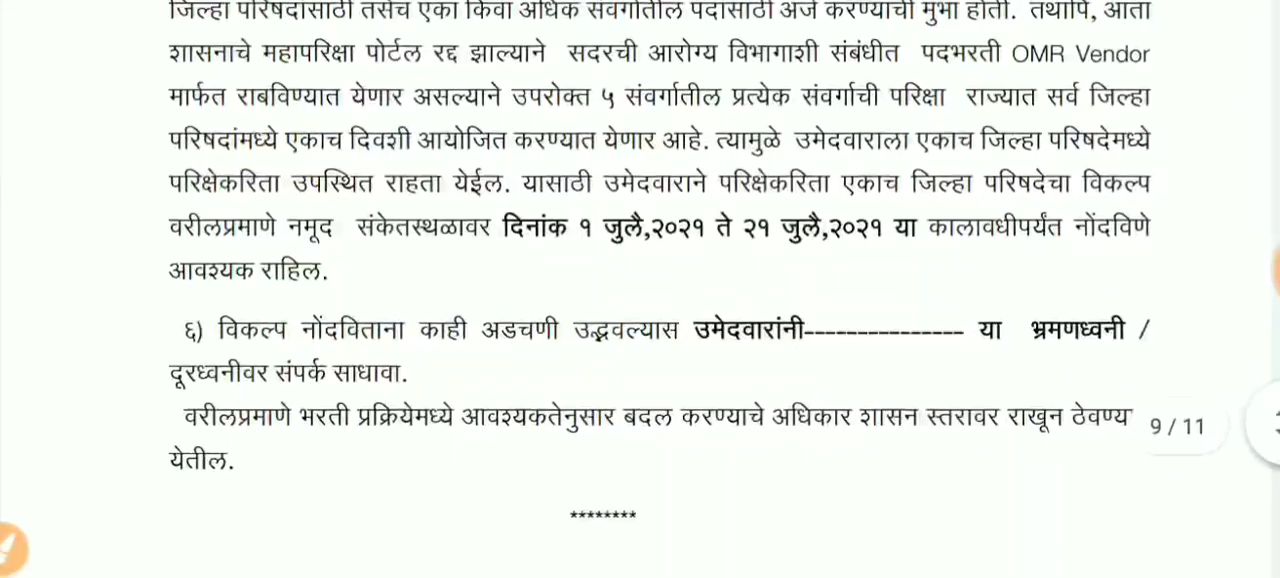 जिल्हा परिषदांसाठी तसेच एका किंवा अधिक संवर्गातील पदासाठी अर्ज करण्याची मुभा होती. तथापि, आता
शासनाचे महापरिक्षा पोर्टल रद्द झाल्याने सदरची आरोग्य विभागाशी संबंधीत पदभरती OMR Vendor
मार्फत राबविण्यात येणार असल्याने उपरोक्त ५ संवर्गातील प्रत्येक संवर्गाची परिक्षा राज्यात सर्व जिल्हा
परिषदांमध्ये एकाच दिवशी आयोजित करण्यात येणार आहे. त्यामुळे उमेदवाराला एकाच जिल्हा परिषदेमध्ये
परिक्षेकरिता उपस्थित राहता येईल. यासाठी उमेदवाराने परिक्षेकरिता एकाच जिल्हा परिषदेचा विकल्प
वरीलप्रमाणे नमूद संकेतस्थळावर दिनांक १ जुलै,२०२१ ते २१ जुलै,२०२१ या कालावधीपर्यंत नोंदविणे
आवश्यक राहिल.
६) विकल्प नोंदविताना काही अडचणी उद्भवल्यास उमेदवारांनी--------------- या भ्रमणध्वनी /
दूरध्वनीवर संपर्क साधावा.
वरीलप्रमाणे भरती प्रक्रियेमध्ये आवश्यकतेनुसार बदल करण्याचे अधिकार शासन स्तरावर राखून ठेवण्य
9 / 11
येतील.
********